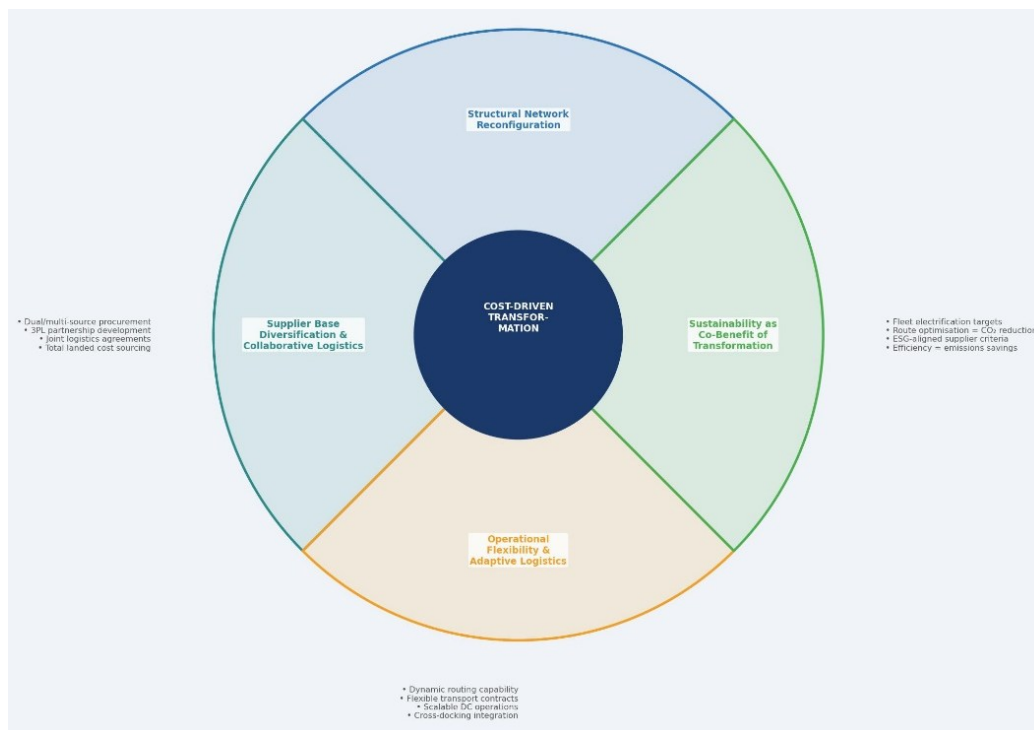 Structural Network
Reconfiguration
COST-DRIVEN
TRANSFOR-
MATION
• Dual/multi-source procurement
• 3PL partnership development
• Joint logistics agreements
• Total landed cost sourcing
Supplier Base
Diversification &
Collaborative Logistics
Sustainability as
Co-Benefit of
Transformation
• Fleet electrification targets
• Route optimisation = CO₂ reduction
• ESG-aligned supplier criteria
• Efficiency = emissions savings
Operational
Flexibility &
Adaptive Logistics
• Dynamic routing capability
• Flexible transport contracts
• Scalable DC operations
• Cross-docking integration